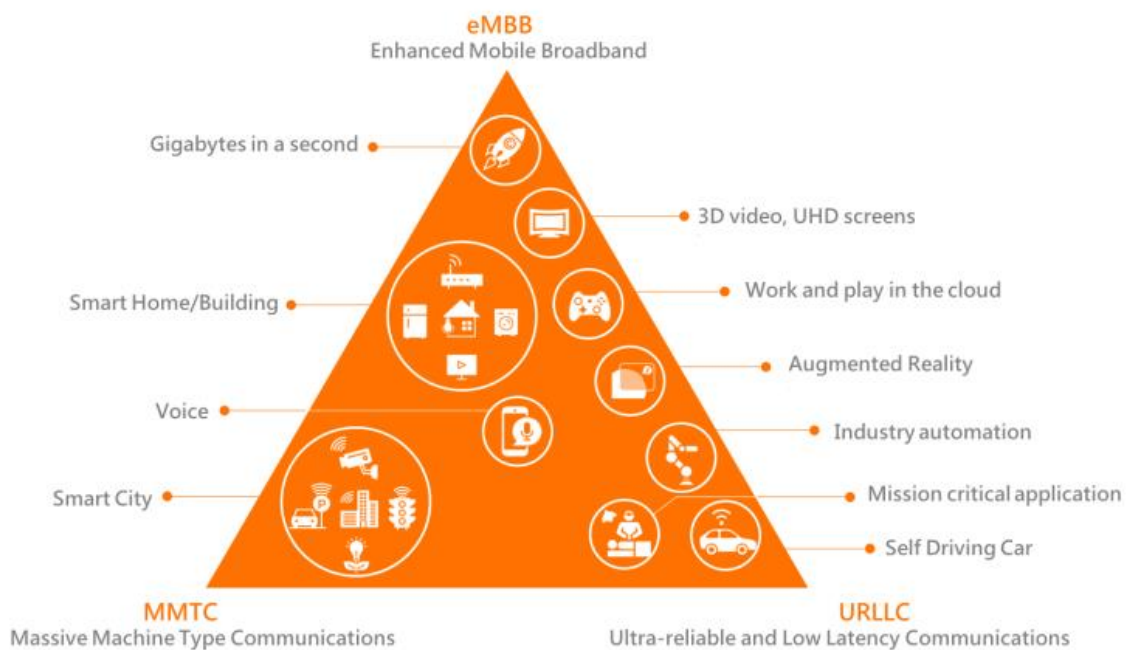 eMBB
Enhanced Mobile Broadband
Gigabytes in a second
3D video, UHD screens
Smart Home/Building
Work and play in the cloud
Augmented Reality
Voice
Industry automation
Smart City
Mission critical application
Self Driving Car
MMTC
Massive Machine Type Communications
URLLC
Ultra-reliable and Low Latency Communications